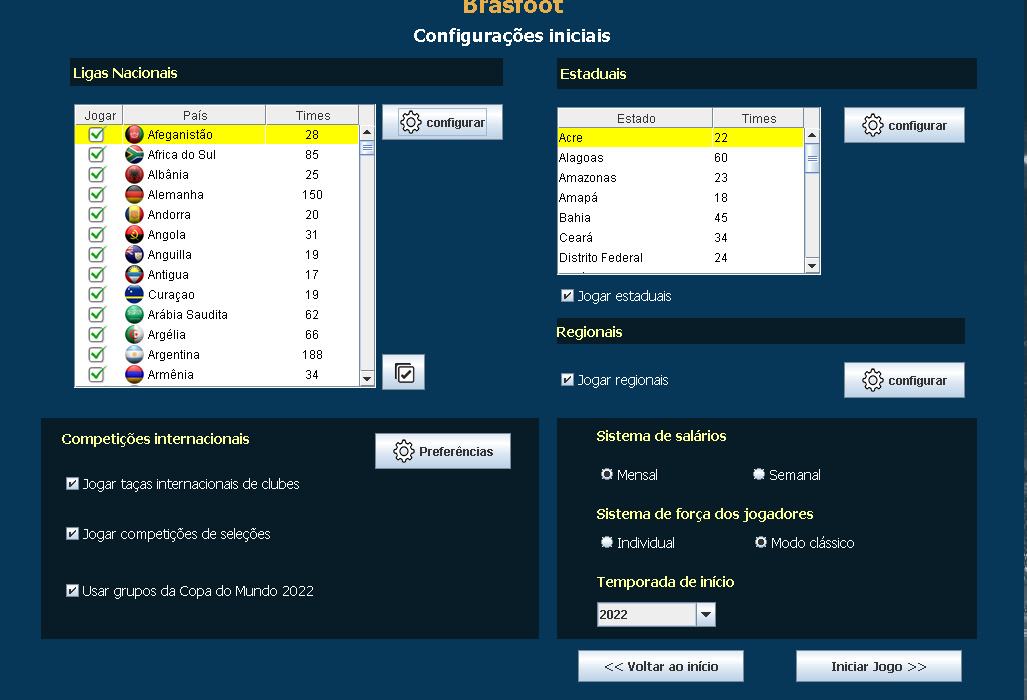 Brasfoot
Configurações iniciais
Ligas Nacionais
Jogar País Times
Afeganistão 28
Africa do Sul 85
Albânia 25
Alemanha 150
Andorra 20
Angola 31
Anguilla 19
Antigua 17
Curaçao 19
Arábia Saudita 62
Argélia 66
Argentina 188
Armênia 34
configurar
Estaduais
Estado Times
Acre 22
Alagoas 60
Amazonas 23
Amapá 18
Bahia 45
Ceará 34
Distrito Federal 24
configurar
Jogar estaduais
Regionais
Jogar regionais
configurar
Competições internacionais
Preferências
Jogar taças internacionais de clubes
Jogar competições de seleções
Usar grupos da Copa do Mundo 2022
Sistema de salários
Mensal Semanal
Sistema de força dos jogadores
Individual Modo clássico
Temporada de início
2022
<< Voltar ao início
Iniciar Jogo >>